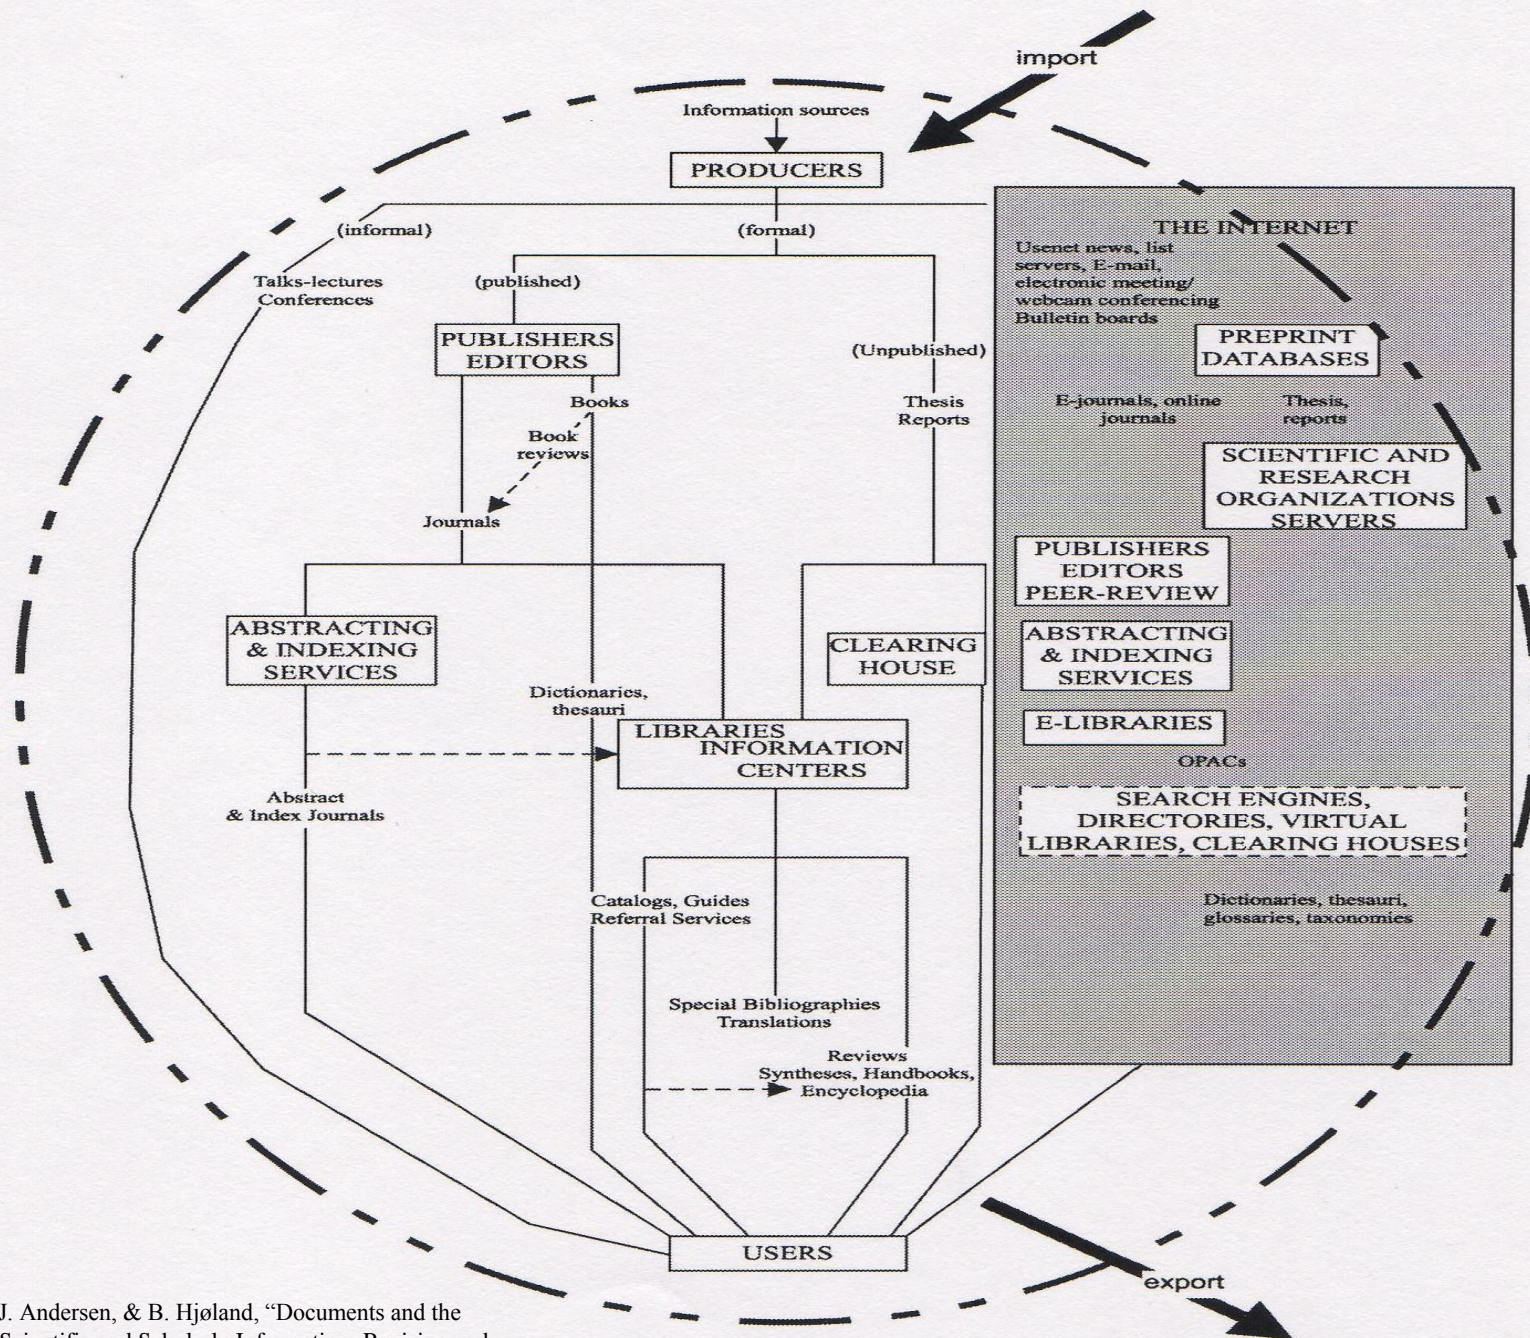 import
Information sources
PRODUCERS
(informal)
(formal)
Talks-lectures
Conferences
(published)
PUBLISHERS
EDITORS
(Unpublished)
Books
Book
reviews
Thesis
Reports
Journals
ABSTRACTING
& INDEXING
SERVICES
CLEARING
HOUSE
Dictionaries,
thesauri
LIBRARIES
INFORMATION
CENTERS
Abstract
& Index Journals
Catalogs, Guides
Referral Services
Special Bibliographies
Translations
Reviews
Syntheses, Handbooks,
Encyclopedia
USERS
THE INTERNET
Usenet news, list
servers, E-mail,
electronic meeting/
webcam conferencing
Bulletin boards
PREPRINT
DATABASES
E-journals, online
journals
Thesis,
reports
SCIENTIFIC AND
RESEARCH
ORGANIZATIONS
SERVERS
PUBLISHERS
EDITORS
PEER-REVIEW
ABSTRACTING
& INDEXING
SERVICES
E-LIBRARIES
OPACs
SEARCH ENGINES,
DIRECTORIES, VIRTUAL
LIBRARIES, CLEARING HOUSES
Dictionaries, thesauri,
glossaries, taxonomies
export
J. Andersen, & B. Hjøland, “Documents and the